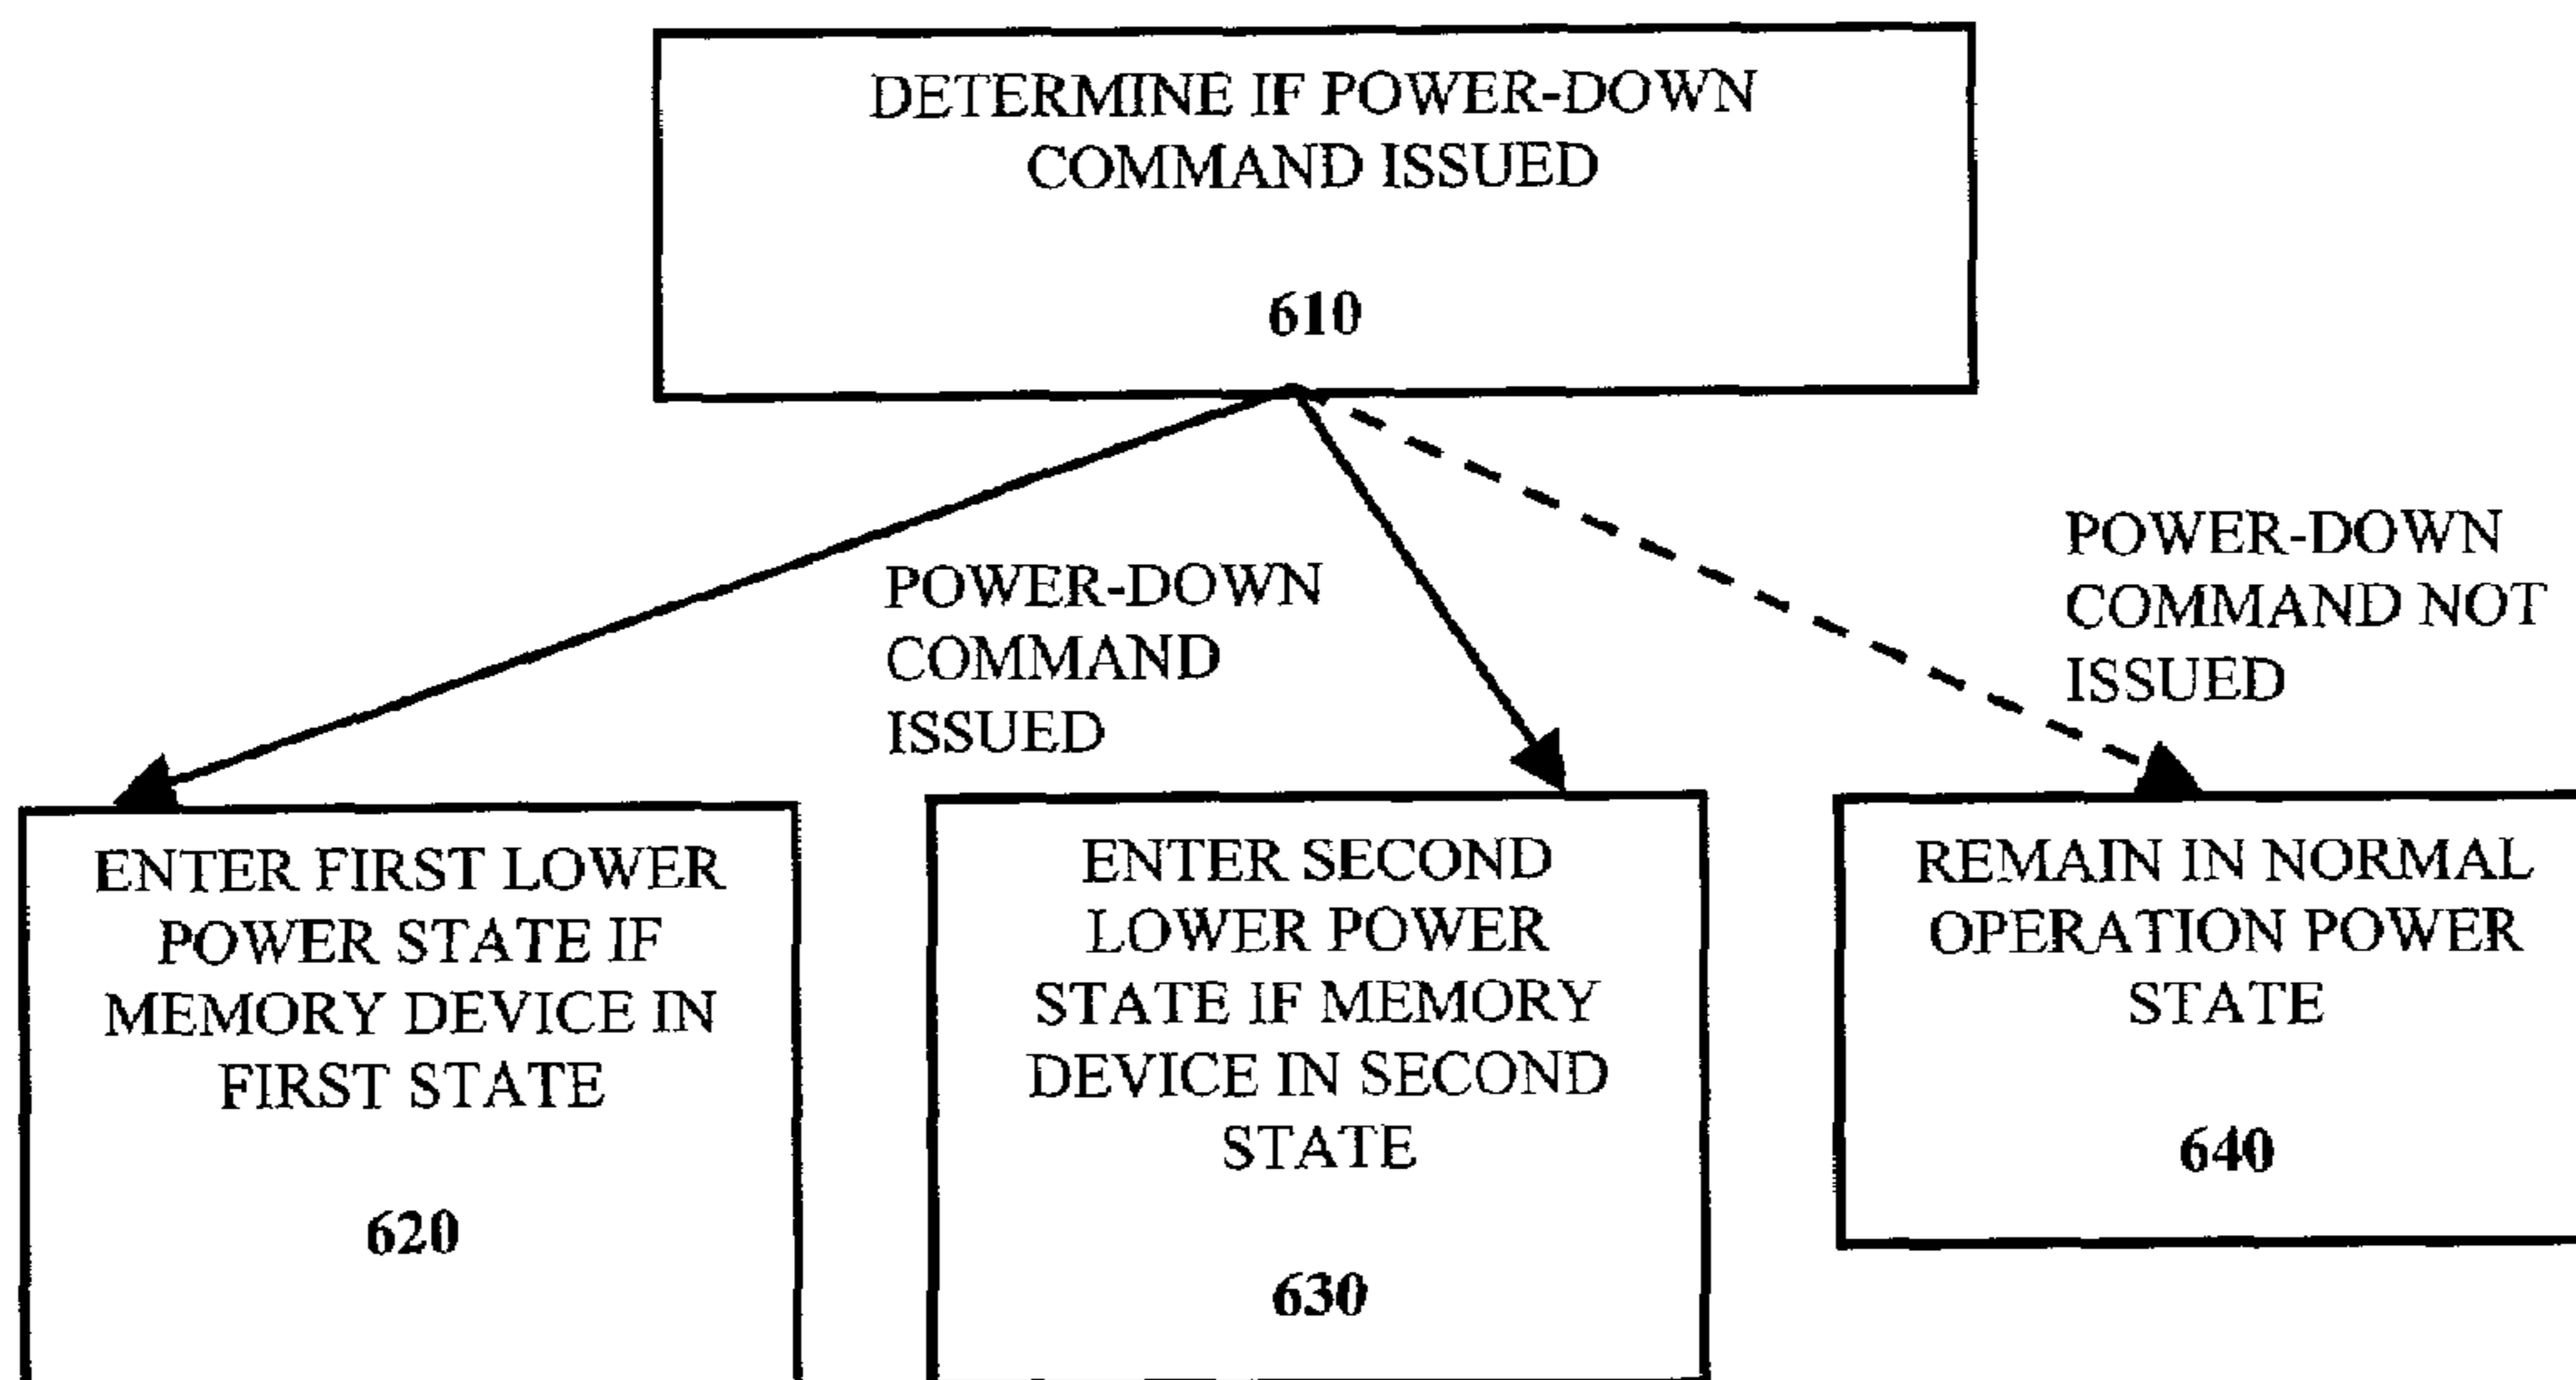 DETERMINE IF POWER-DOWN
COMMAND ISSUED
610
POWER-DOWN
COMMAND
ISSUED
POWER-DOWN
COMMAND NOT
ISSUED
ENTER FIRST LOWER
POWER STATE IF
MEMORY DEVICE IN
FIRST STATE
620
ENTER SECOND
LOWER POWER
STATE IF MEMORY
DEVICE IN SECOND
STATE
630
REMAIN IN NORMAL
OPERATION POWER
STATE
640